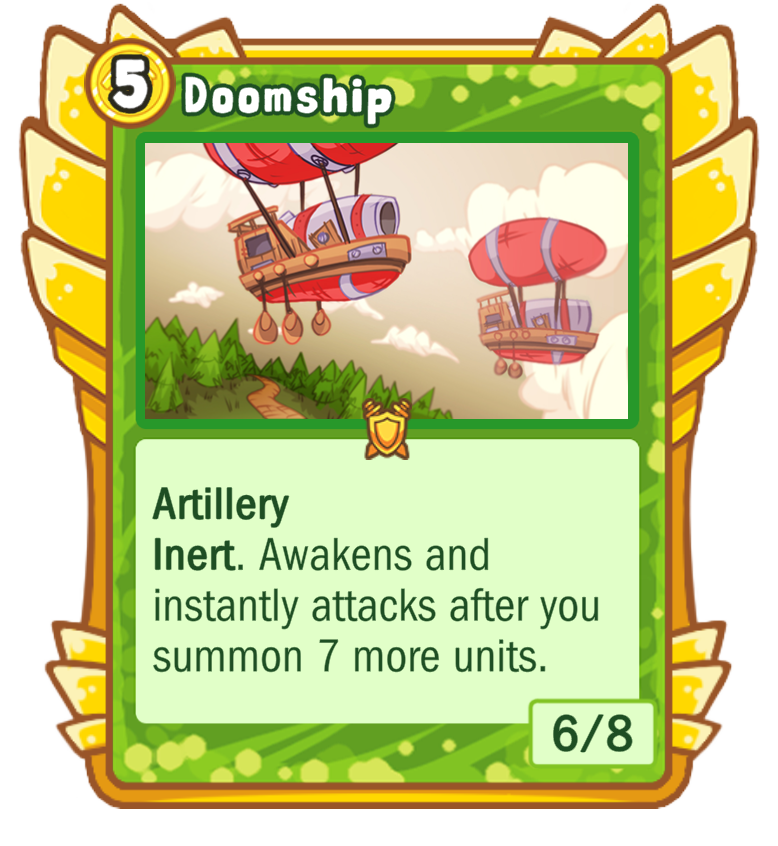 5
Doomship
Artillery
Inert. Awakens and
instantly attacks after you
summon 7 more units.
6/8